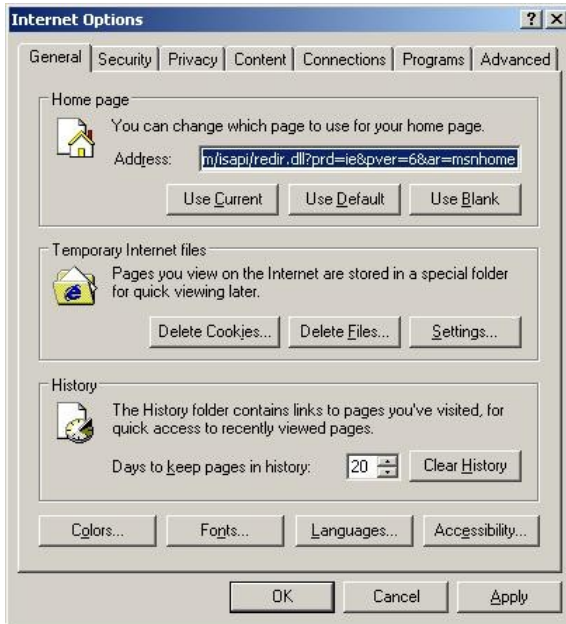 Internet Options
General Security Privacy Content Connections Programs Advanced
Home page
You can change which page to use for your home page.
Address: m/isapi/redir.dll?prd=ie&pver=6&ar=msnhome
Use Current Use Default Use Blank
Temporary Internet files
Pages you view on the Internet are stored in a special folder
for quick viewing later.
Delete Cookies... Delete Files... Settings...
History
The History folder contains links to pages you've visited, for
quick access to recently viewed pages.
Days to keep pages in history: 20 Clear History
Colors... Fonts... Languages... Accessibility...
OK Cancel Apply